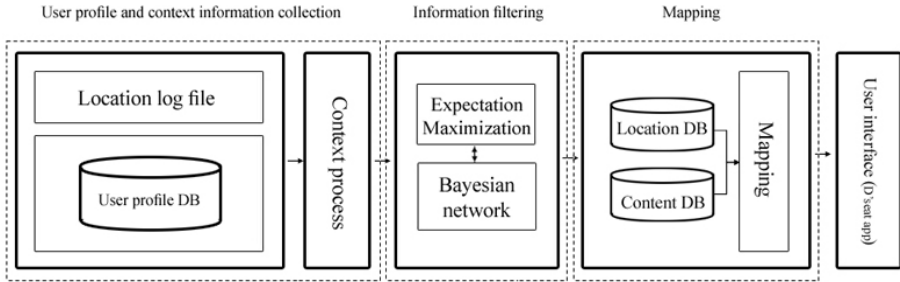 User profile and context information collection
Information filtering
Mapping
Location log file
User profile DB
Context process
Expectation
Maximization
Bayesian
network
Location DB
Content DB
Mapping
User interface (D'seat app)